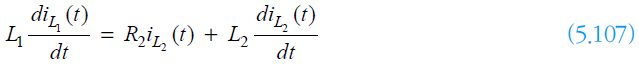 L₁ di_{L₁}(t)/dt = R₂i_{L₂}(t) + L₂ di_{L₂}(t)/dt (5.107)